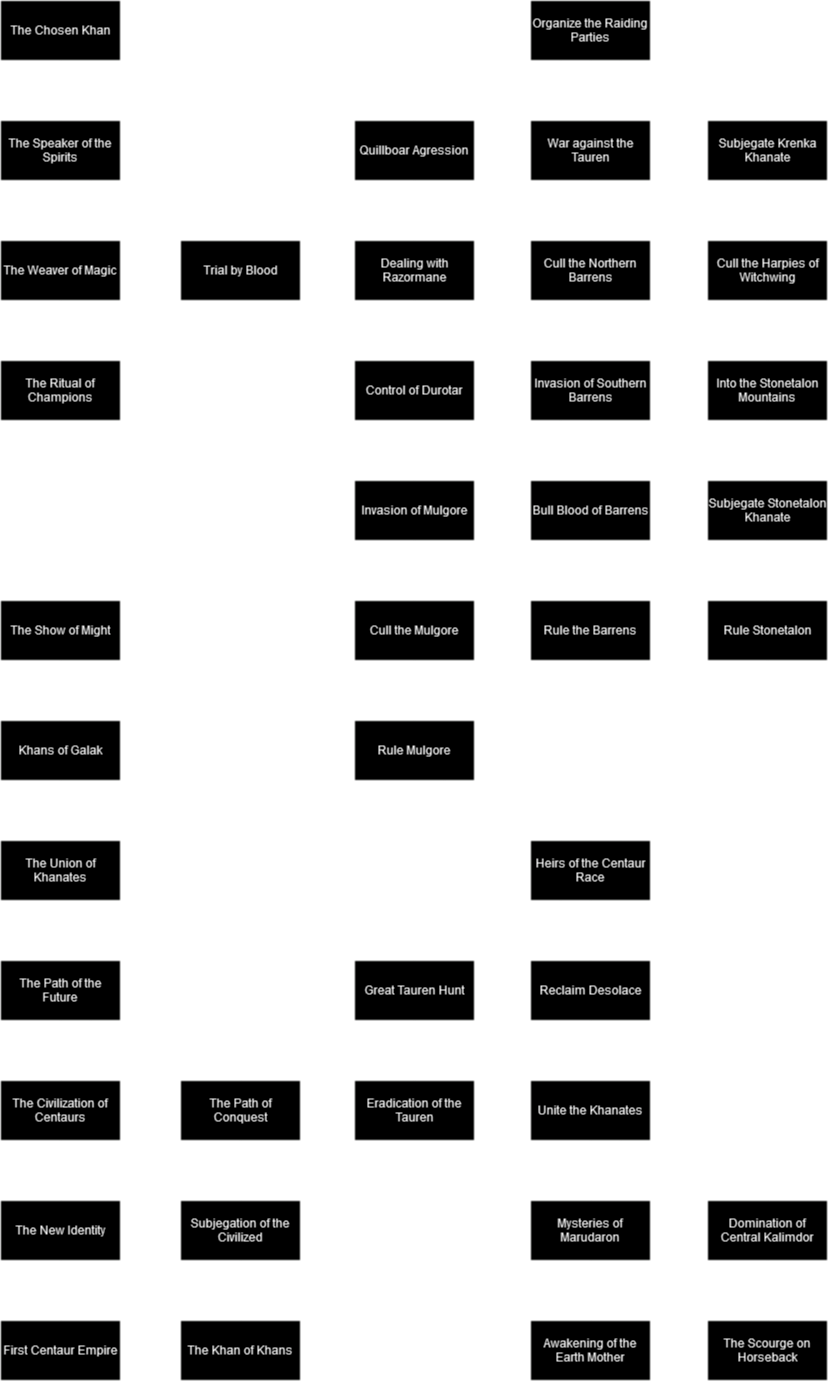 The Chosen Khan
Organize the Raiding
Parties
The Speaker of the
Spirits
Quillboar Agression
War against the
Tauren
Subjegate Krenka
Khanate
The Weaver of Magic
Trial by Blood
Dealing with
Razormane
Cull the Northern
Barrens
Cull the Harpies of
Witchwing
The Ritual of
Champions
Control of Durotar
Invasion of Southern
Barrens
Into the Stonetalon
Mountains
Invasion of Mulgore
Bull Blood of Barrens
Subjegate Stonetalon
Khanate
The Show of Might
Cull the Mulgore
Rule the Barrens
Rule Stonetalon
Khans of Galak
Rule Mulgore
The Union of
Khanates
Heirs of the Centaur
Race
The Path of the
Future
Great Tauren Hunt
Reclaim Desolace
The Civilization of
Centaurs
The Path of
Conquest
Eradication of the
Tauren
Unite the Khanates
The New Identity
Subjegation of the
Civilized
Mysteries of
Marudaron
Domination of
Central Kalimdor
First Centaur Empire
The Khan of Khans
Awakening of the
Earth Mother
The Scourge on
Horseback